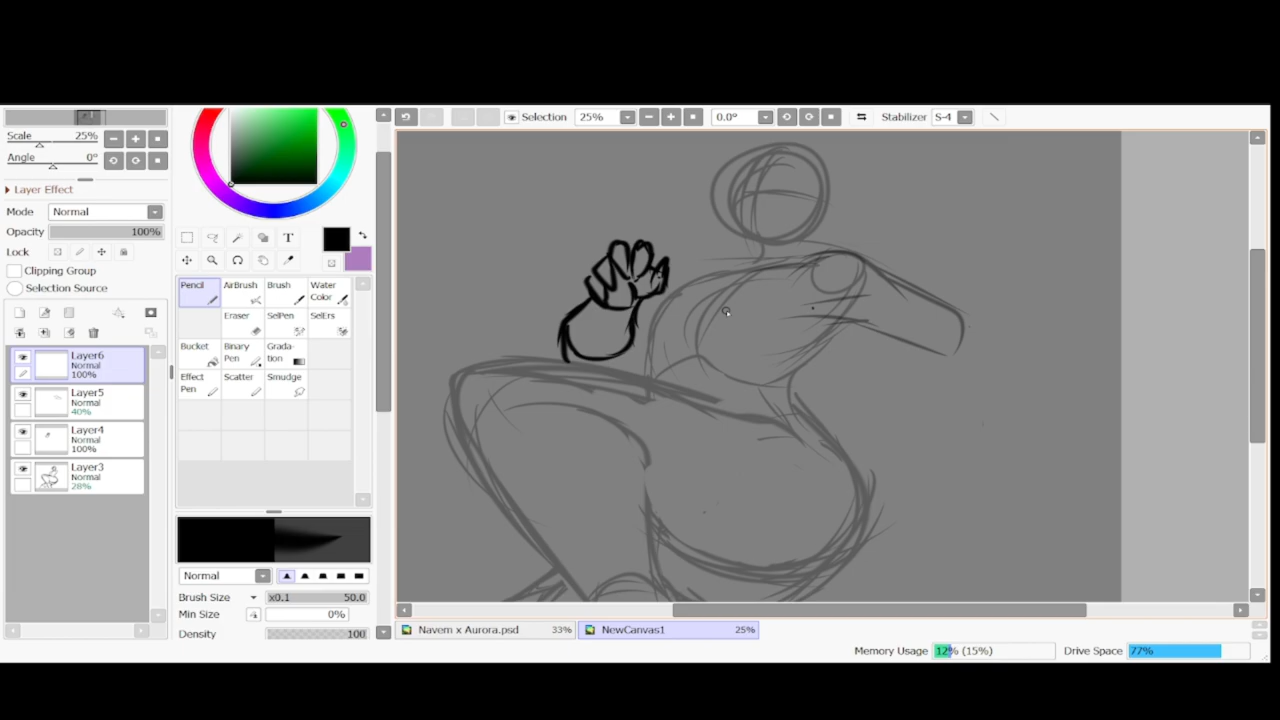 Selection 25% 0.0° Stabilizer S-4
Scale 25%
Angle 0°
Layer Effect
Mode Normal
Opacity 100%
Lock
Clipping Group
Selection Source
T
Layer6
Normal
100%
Layer5
Normal
40%
Layer4
Normal
100%
Layer3
Normal
28%
Pencil AirBrush Brush Water Color
Eraser SelPen SelErs
Bucket Binary Pen Grada-tion
Effect Pen Scatter Smudge
Normal
Brush Size x0.1 50.0
Min Size 0%
Density 100
Navem x Aurora.psd 33% NewCanvas1 25%
Memory Usage 12% (15%) Drive Space 77%